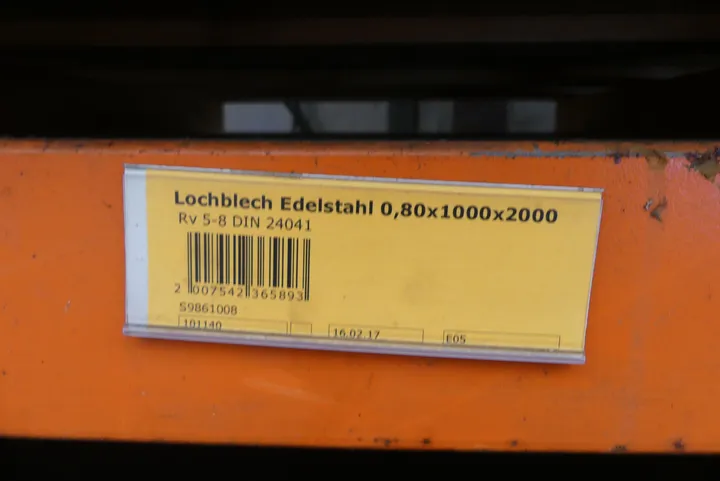 Lochblech Edelstahl 0,80x1000x2000
Rv 5-8 DIN 24041
2 007542 365893
S9861008
101140 16.02.17 E05